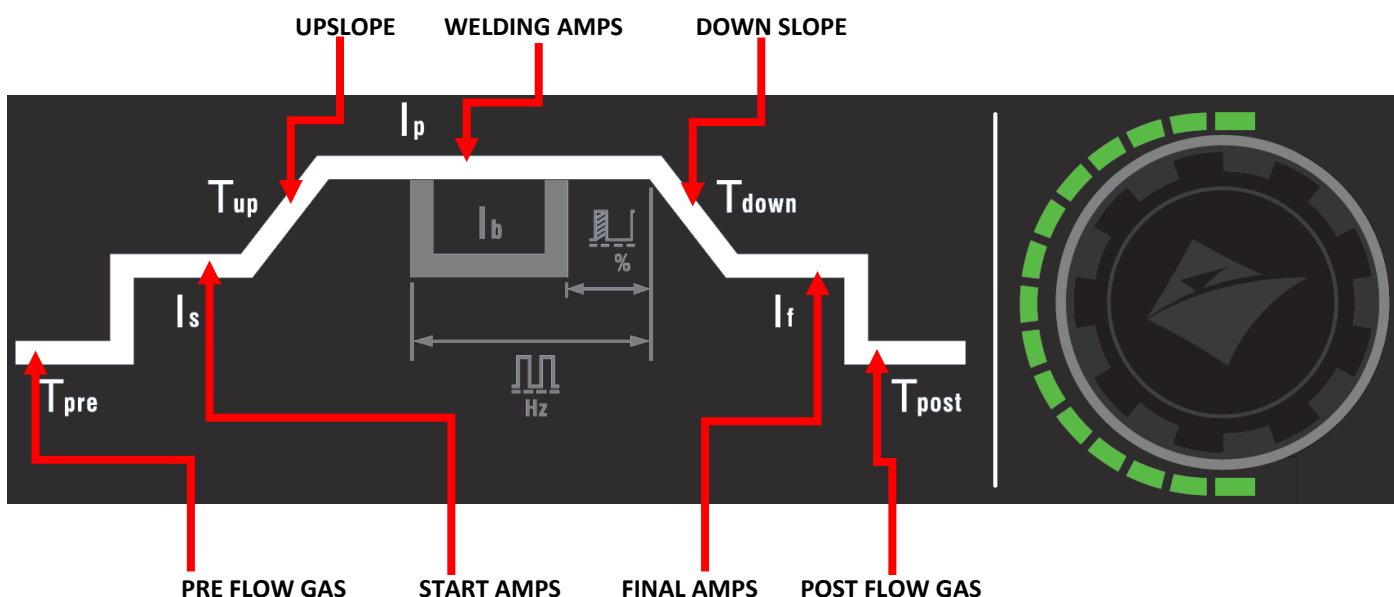 UPSLOPE WELDING AMPS DOWN SLOPE
Ip
Tup Tdown
Ib
%
Is If
Tpre Tpost
Hz
PRE FLOW GAS START AMPS FINAL AMPS POST FLOW GAS